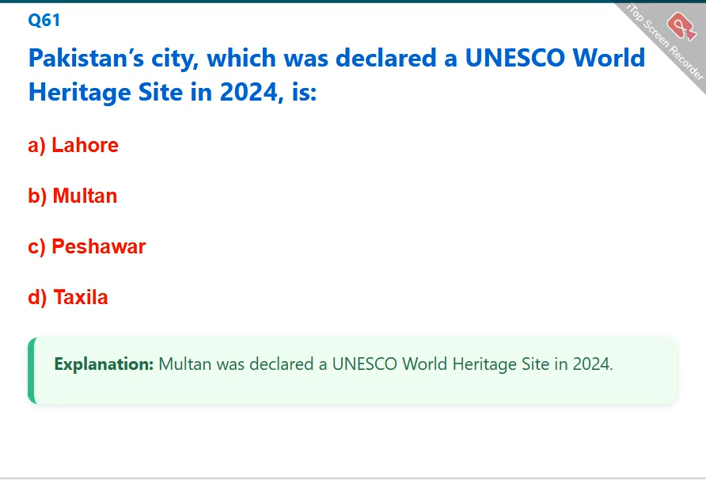 Q61
iTop Screen Recorder
Pakistan’s city, which was declared a UNESCO World
Heritage Site in 2024, is:
a) Lahore
b) Multan
c) Peshawar
d) Taxila
Explanation: Multan was declared a UNESCO World Heritage Site in 2024.